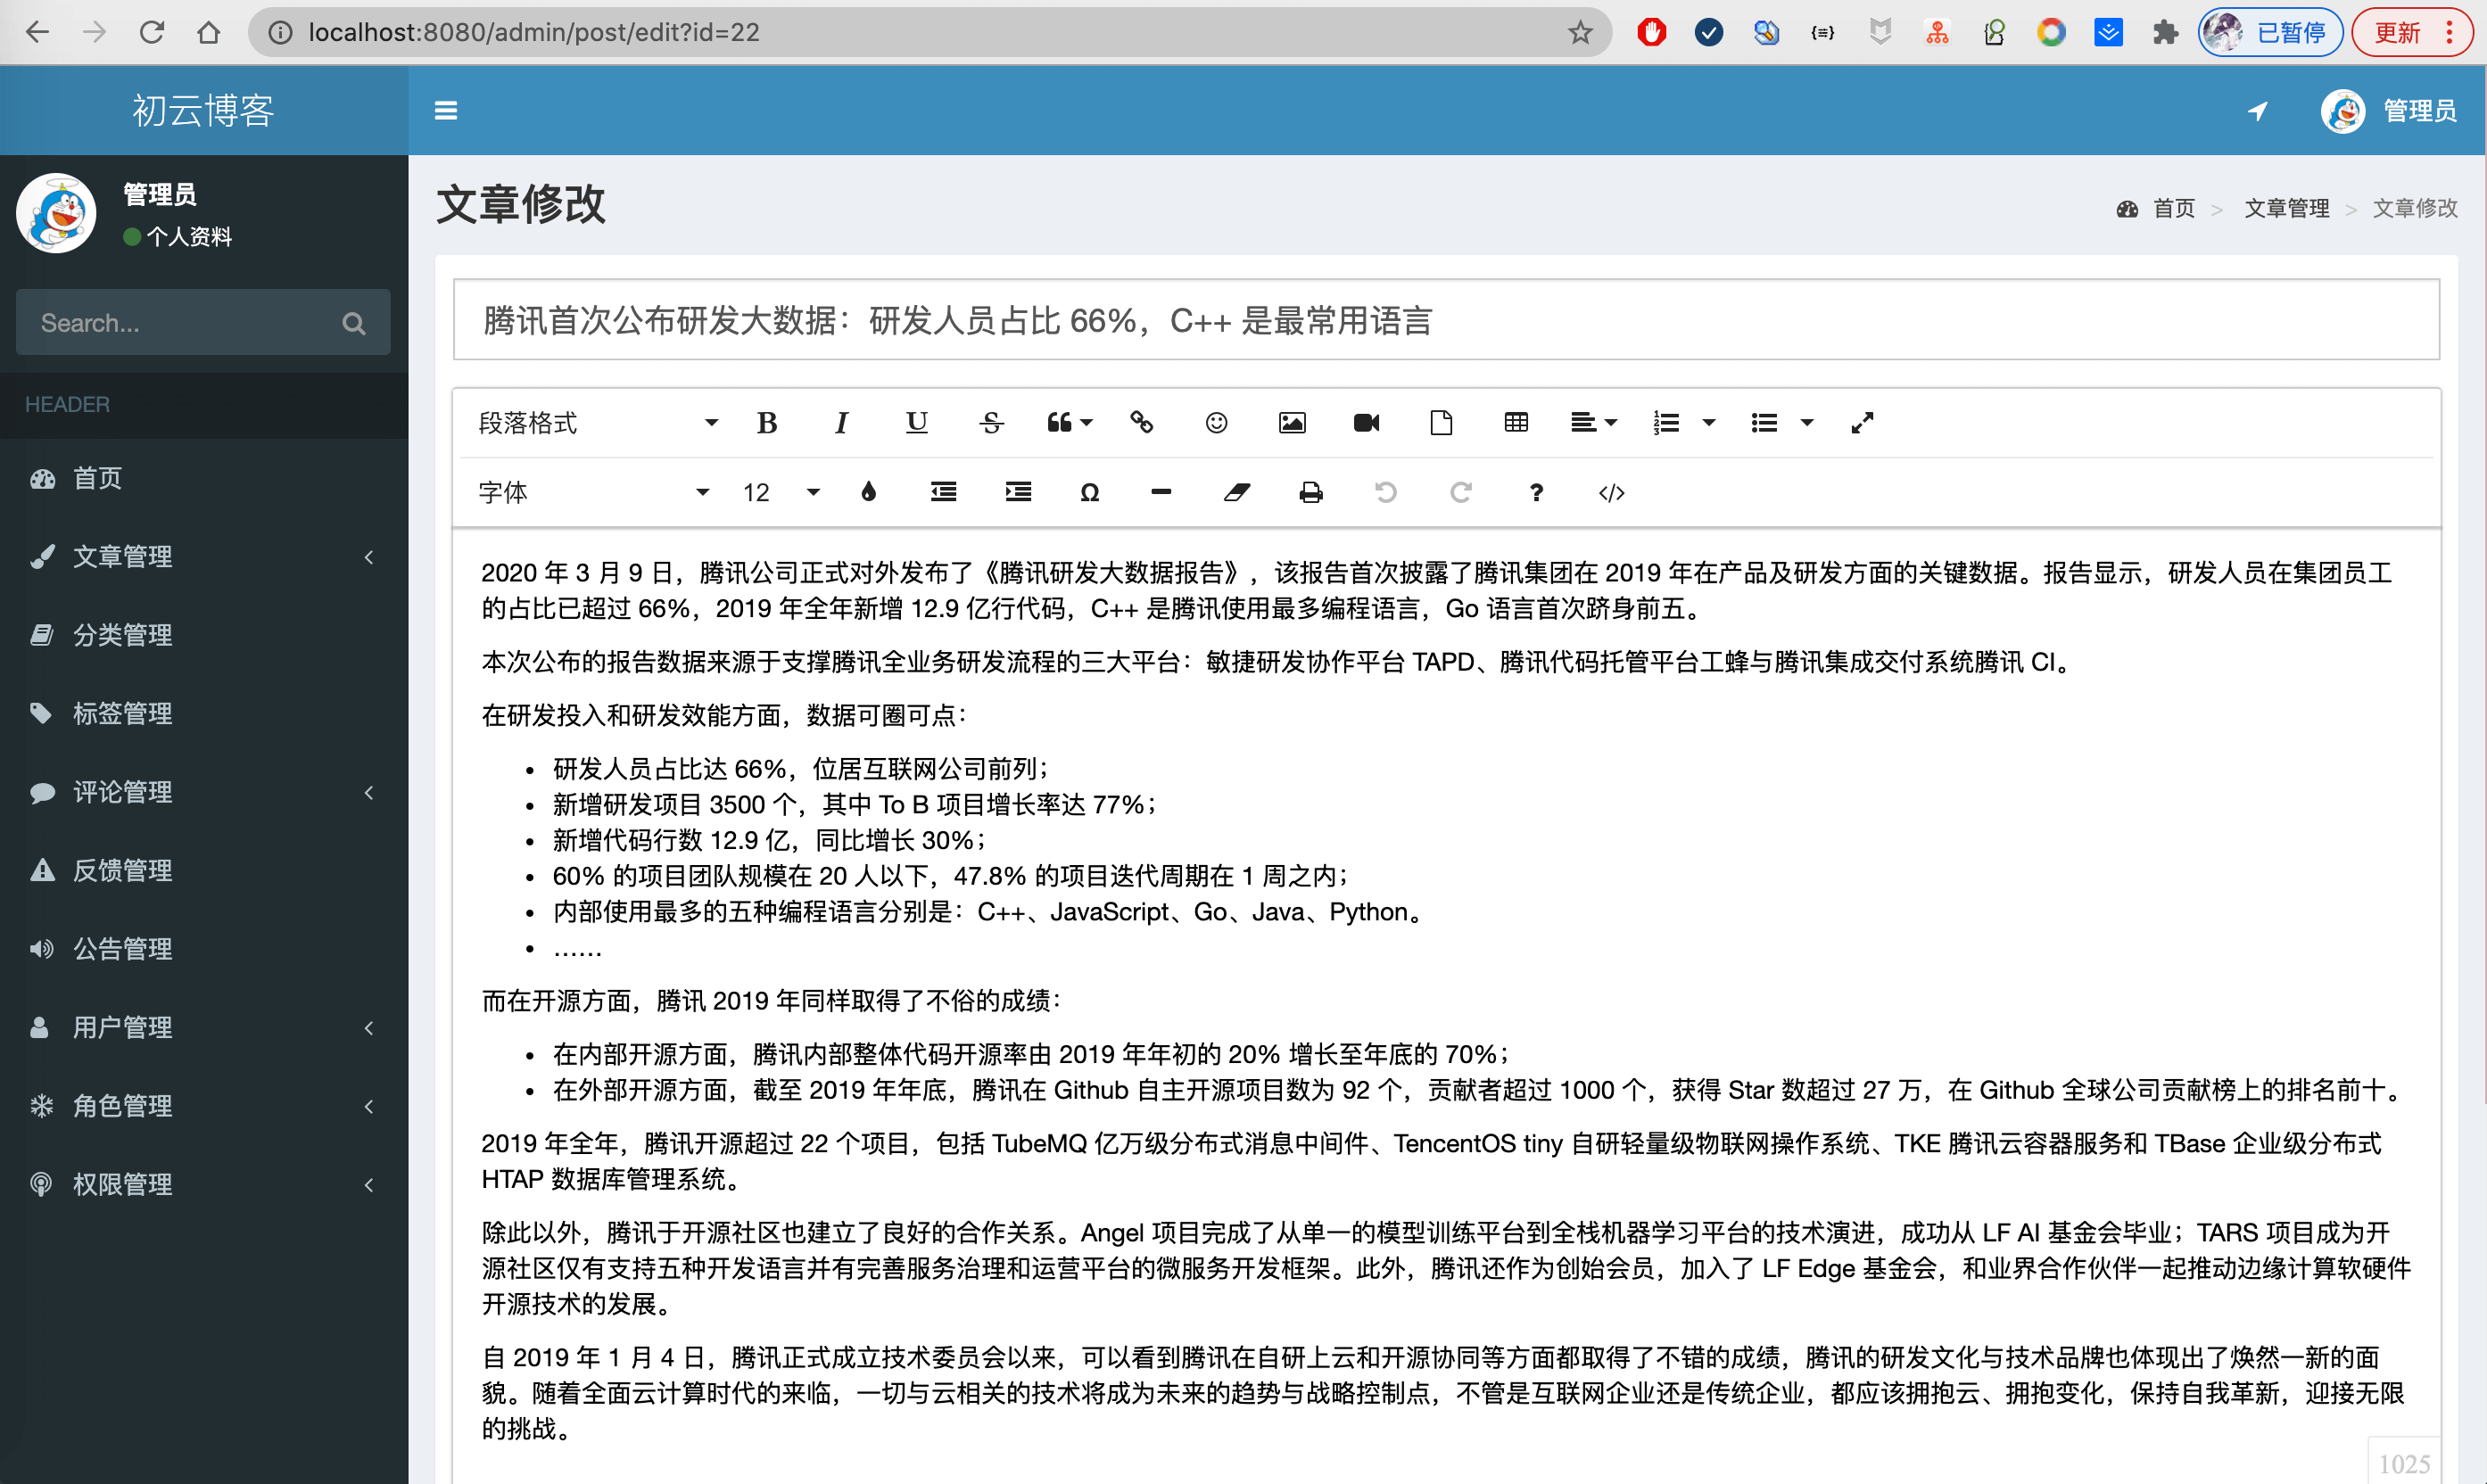 localhost:8080/admin/post/edit?id=22
已暂停
更新
初云博客
管理员
管理员
个人资料
文章修改
首页 > 文章管理 > 文章修改
Search...
HEADER
首页
文章管理
分类管理
标签管理
评论管理
反馈管理
公告管理
用户管理
角色管理
权限管理
腾讯首次公布研发大数据：研发人员占比 66%，C++ 是最常用语言
段落格式
字体
12
2020 年 3 月 9 日，腾讯公司正式对外发布了《腾讯研发大数据报告》，该报告首次披露了腾讯集团在 2019 年在产品及研发方面的关键数据。报告显示，研发人员在集团员工
的占比已超过 66%，2019 年全年新增 12.9 亿行代码，C++ 是腾讯使用最多编程语言，Go 语言首次跻身前五。
本次公布的报告数据来源于支撑腾讯全业务研发流程的三大平台：敏捷研发协作平台 TAPD、腾讯代码托管平台工蜂与腾讯集成交付系统腾讯 CI。
在研发投入和研发效能方面，数据可圈可点：
• 研发人员占比达 66%，位居互联网公司前列；
• 新增研发项目 3500 个，其中 To B 项目增长率达 77%；
• 新增代码行数 12.9 亿，同比增长 30%；
• 60% 的项目团队规模在 20 人以下，47.8% 的项目迭代周期在 1 周之内；
• 内部使用最多的五种编程语言分别是：C++、JavaScript、Go、Java、Python。
• ……
而在开源方面，腾讯 2019 年同样取得了不俗的成绩：
• 在内部开源方面，腾讯内部整体代码开源率由 2019 年年初的 20% 增长至年底的 70%；
• 在外部开源方面，截至 2019 年年底，腾讯在 Github 自主开源项目数为 92 个，贡献者超过 1000 个，获得 Star 数超过 27 万，在 Github 全球公司贡献榜上的排名前十。
2019 年全年，腾讯开源超过 22 个项目，包括 TubeMQ 亿万级分布式消息中间件、TencentOS tiny 自研轻量级物联网操作系统、TKE 腾讯云容器服务和 TBase 企业级分布式
HTAP 数据库管理系统。
除此以外，腾讯于开源社区也建立了良好的合作关系。Angel 项目完成了从单一的模型训练平台到全栈机器学习平台的技术演进，成功从 LF AI 基金会毕业；TARS 项目成为开
源社区仅有支持五种开发语言并有完善服务治理和运营平台的微服务开发框架。此外，腾讯还作为创始会员，加入了 LF Edge 基金会，和业界合作伙伴一起推动边缘计算软硬件
开源技术的发展。
自 2019 年 1 月 4 日，腾讯正式成立技术委员会以来，可以看到腾讯在自研上云和开源协同等方面都取得了不错的成绩，腾讯的研发文化与技术品牌也体现出了焕然一新的面
貌。随着全面云计算时代的来临，一切与云相关的技术将成为未来的趋势与战略控制点，不管是互联网企业还是传统企业，都应该拥抱云、拥抱变化，保持自我革新，迎接无限
的挑战。
1025